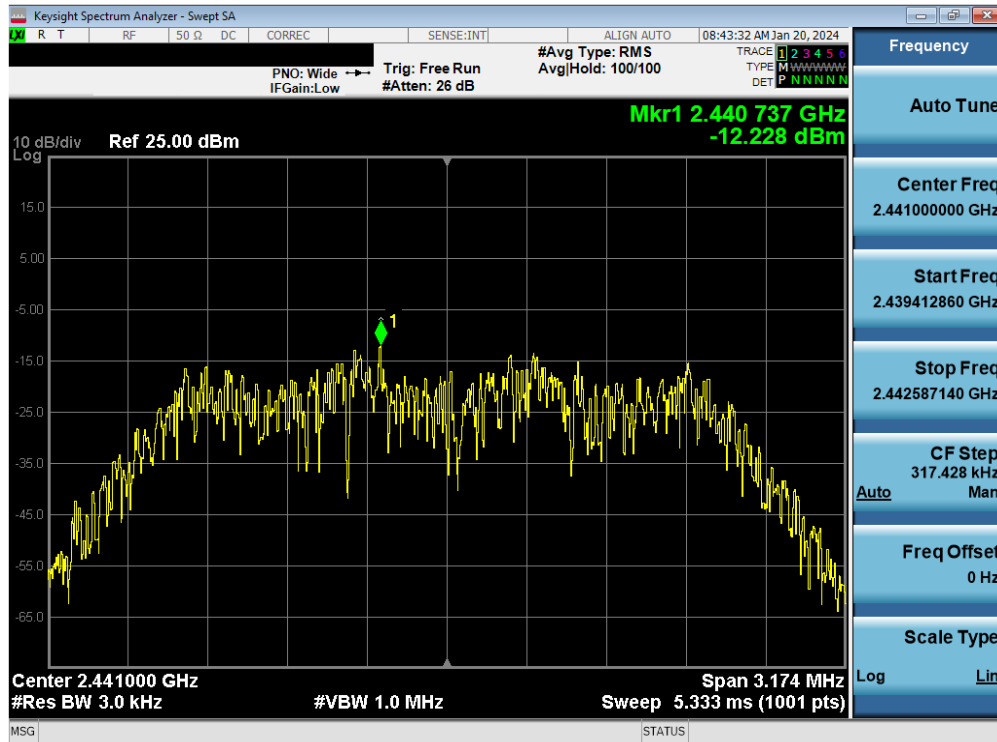 Keysight Spectrum Analyzer - Swept SA
LXI R T RF 50 Ω DC CORREC SENSE:INT ALIGN AUTO 08:43:32 AM Jan 20, 2024
PNO: Wide
IFGain:Low
Trig: Free Run
#Atten: 26 dB
#Avg Type: RMS
Avg|Hold: 100/100
TRACE 1 2 3 4 5 6
TYPE M W W W W W
DET P N N N N N
Mkr1 2.440 737 GHz
-12.228 dBm
10 dB/div Ref 25.00 dBm
Log
15.0
5.00
-5.00
-15.0
-25.0
-35.0
-45.0
-55.0
-65.0
1
Center 2.441000 GHz Span 3.174 MHz
#Res BW 3.0 kHz #VBW 1.0 MHz Sweep 5.333 ms (1001 pts)
MSG STATUS
Frequency
Auto Tune
Center Freq
2.441000000 GHz
Start Freq
2.439412860 GHz
Stop Freq
2.442587140 GHz
CF Step
317.428 kHz
Auto Man
Freq Offset
0 Hz
Scale Type
Log Lin